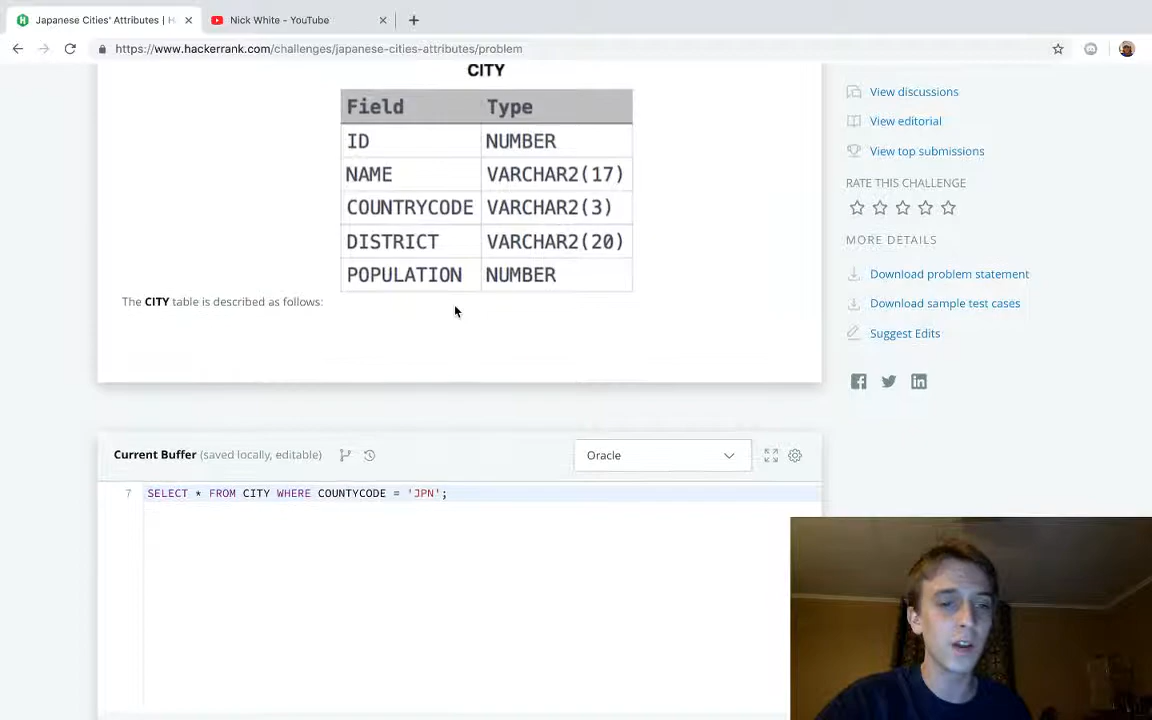 Japanese Cities' Attributes | H
Nick White - YouTube
https://www.hackerrank.com/challenges/japanese-cities-attributes/problem
CITY
Field Type
ID NUMBER
NAME VARCHAR2(17)
COUNTRYCODE VARCHAR2(3)
DISTRICT VARCHAR2(20)
POPULATION NUMBER
The CITY table is described as follows:
View discussions
View editorial
View top submissions
RATE THIS CHALLENGE
MORE DETAILS
Download problem statement
Download sample test cases
Suggest Edits
Current Buffer (saved locally, editable)
Oracle
7 SELECT * FROM CITY WHERE COUNTYCODE = 'JPN';